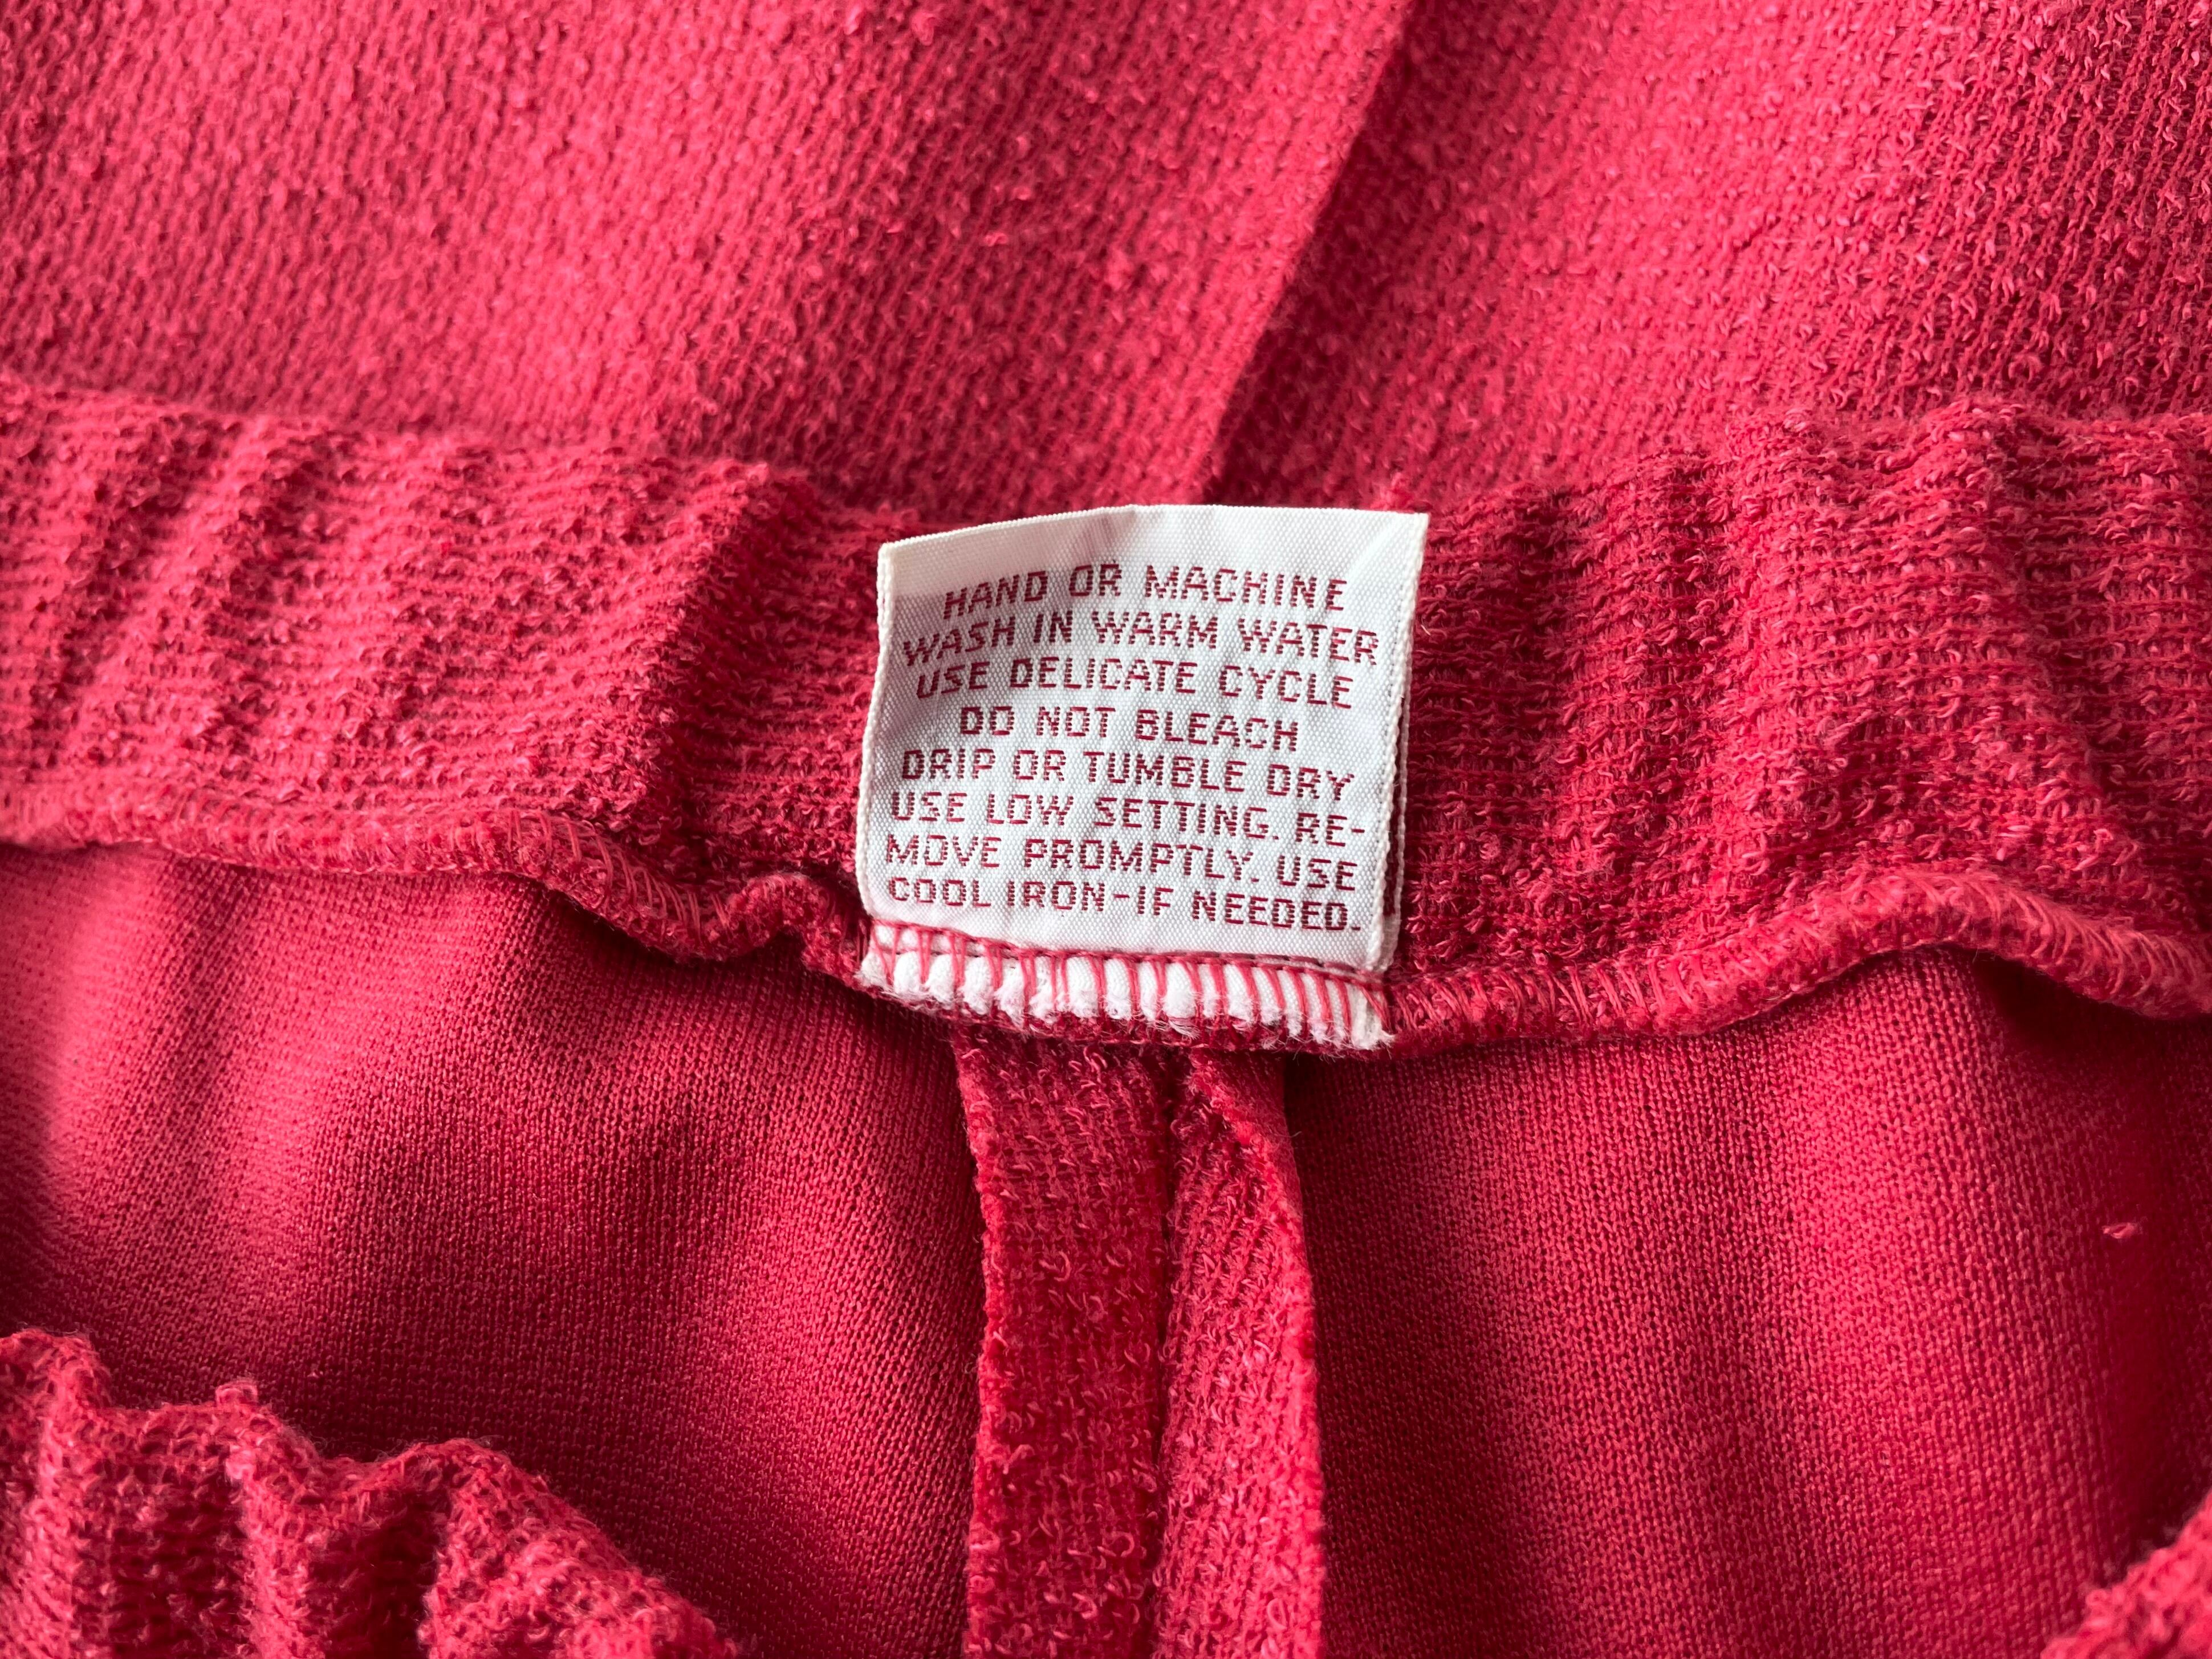 HAND OR MACHINE
WASH IN WARM WATER
USE DELICATE CYCLE
DO NOT BLEACH
DRIP OR TUMBLE DRY
USE LOW SETTING. RE-
MOVE PROMPTLY. USE
COOL IRON-IF NEEDED.